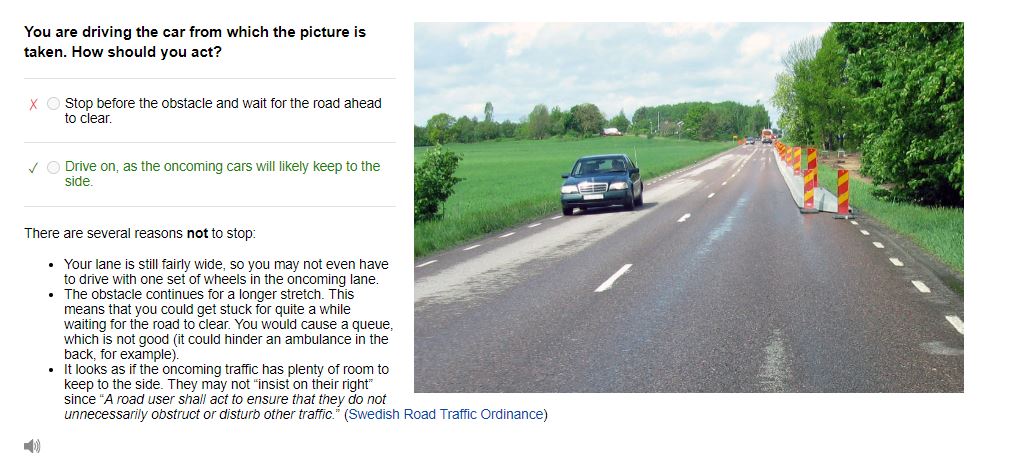 You are driving the car from which the picture is
taken. How should you act?
Stop before the obstacle and wait for the road ahead
to clear.
Drive on, as the oncoming cars will likely keep to the
side.
There are several reasons not to stop:
Your lane is still fairly wide, so you may not even have
to drive with one set of wheels in the oncoming lane.
The obstacle continues for a longer stretch. This
means that you could get stuck for quite a while
waiting for the road to clear. You would cause a queue,
which is not good (it could hinder an ambulance in the
back, for example).
It looks as if the oncoming traffic has plenty of room to
keep to the side. They may not “insist on their right”
since “A road user shall act to ensure that they do not
unnecessarily obstruct or disturb other traffic.” (Swedish Road Traffic Ordinance)